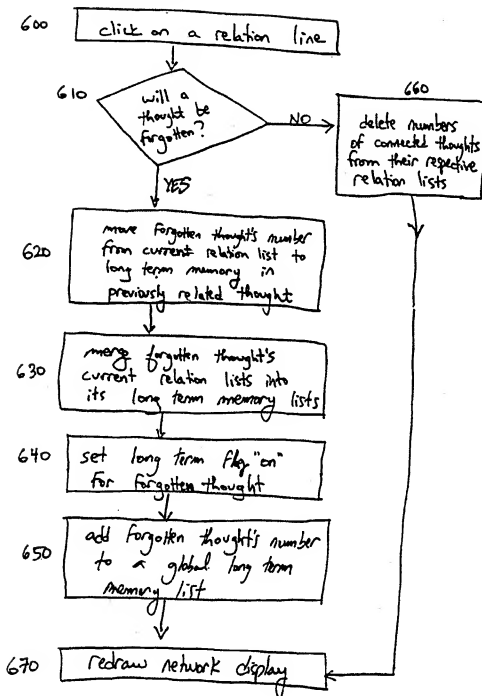 600
click on a relation line
610
will a
thought be
forgotten?
NO
660
delete numbers
of connected thoughts
from their respective
relation lists
YES
620
move forgotten thought's number
from current relation list to
long term memory in
previously related thought
630
merge forgotten thought's
current relation lists into
its long term memory lists
640
set long term flag "on"
for forgotten thought
650
add forgotten thought's number
to a global long term
memory list
670
redraw network display